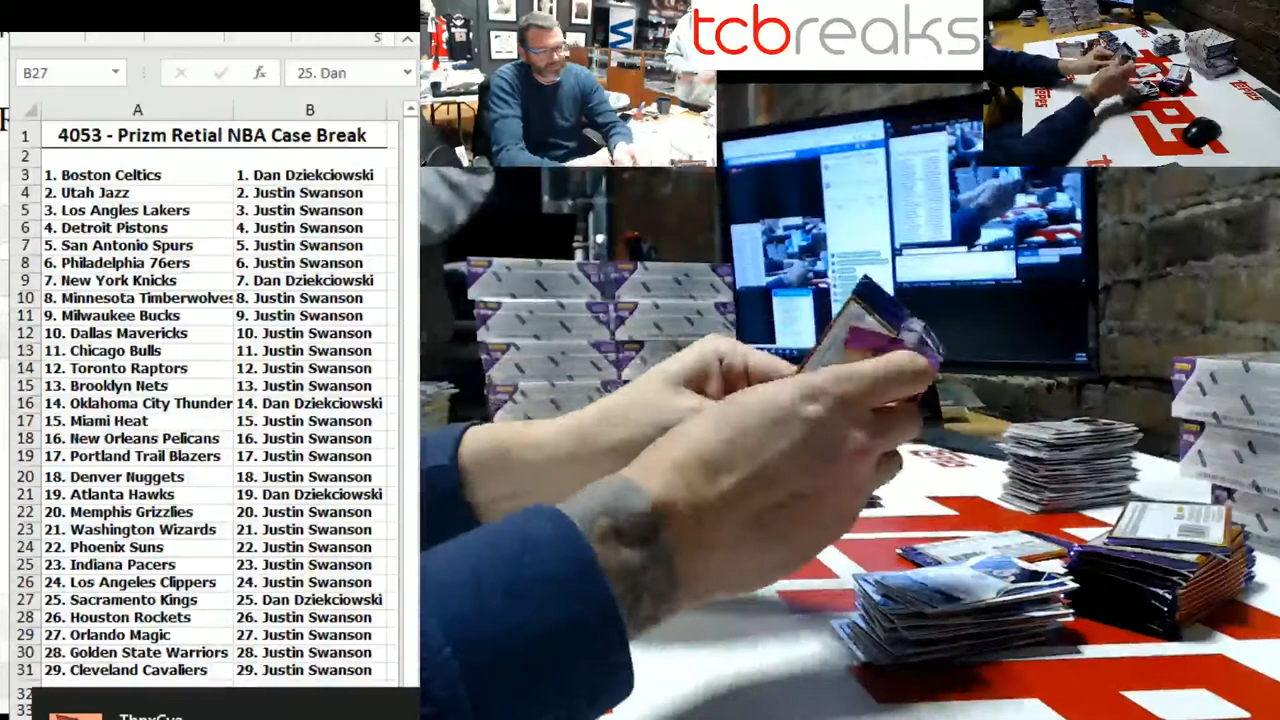 tcbreaks
B27
fx
25. Dan
A B
1 4053 - Prizm Retial NBA Case Break
2
3 1. Boston Celtics 1. Dan Dziekciowski
4 2. Utah Jazz 2. Justin Swanson
5 3. Los Angles Lakers 3. Justin Swanson
6 4. Detroit Pistons 4. Justin Swanson
7 5. San Antonio Spurs 5. Justin Swanson
8 6. Philadelphia 76ers 6. Justin Swanson
9 7. New York Knicks 7. Dan Dziekciowski
10 8. Minnesota Timberwolves 8. Justin Swanson
11 9. Milwaukee Bucks 9. Justin Swanson
12 10. Dallas Mavericks 10. Justin Swanson
13 11. Chicago Bulls 11. Justin Swanson
14 12. Toronto Raptors 12. Justin Swanson
15 13. Brooklyn Nets 13. Justin Swanson
16 14. Oklahoma City Thunder 14. Dan Dziekciowski
17 15. Miami Heat 15. Justin Swanson
18 16. New Orleans Pelicans 16. Justin Swanson
19 17. Portland Trail Blazers 17. Justin Swanson
20 18. Denver Nuggets 18. Justin Swanson
21 19. Atlanta Hawks 19. Dan Dziekciowski
22 20. Memphis Grizzlies 20. Justin Swanson
23 21. Washington Wizards 21. Justin Swanson
24 22. Phoenix Suns 22. Justin Swanson
25 23. Indiana Pacers 23. Justin Swanson
26 24. Los Angeles Clippers 24. Justin Swanson
27 25. Sacramento Kings 25. Dan Dziekciowski
28 26. Houston Rockets 26. Justin Swanson
29 27. Orlando Magic 27. Justin Swanson
30 28. Golden State Warriors 28. Justin Swanson
31 29. Cleveland Cavaliers 29. Justin Swanson
32
33